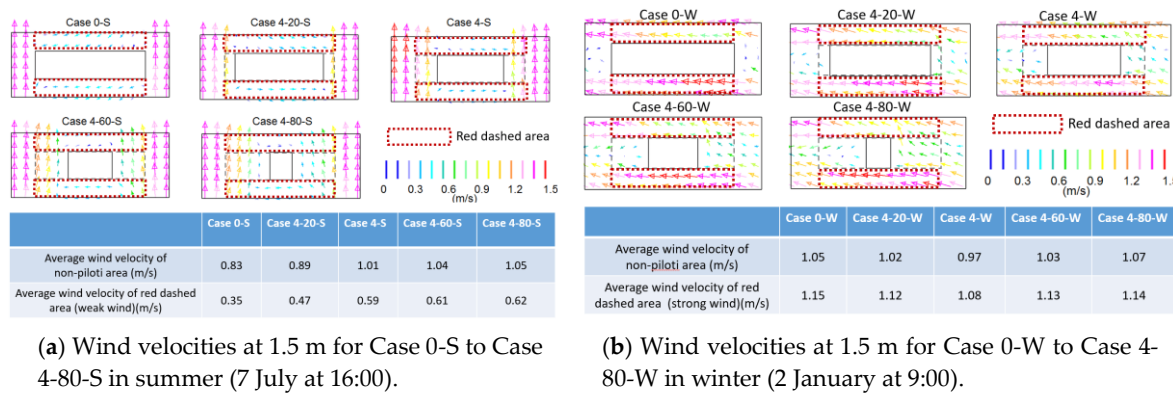 Case 0-S Case 4-20-S Case 4-S
Case 4-60-S Case 4-80-S
Red dashed area
0 0.3 0.6 0.9 1.2 1.5
(m/s)
Case 0-S Case 4-20-S Case 4-S Case 4-60-S Case 4-80-S
Average wind velocity of
non-piloti area (m/s) 0.83 0.89 1.01 1.04 1.05
Average wind velocity of red dashed
area (weak wind)(m/s) 0.35 0.47 0.59 0.61 0.62
(a) Wind velocities at 1.5 m for Case 0-S to Case
4-80-S in summer (7 July at 16:00).
Case 0-W Case 4-20-W Case 4-W
Case 4-60-W Case 4-80-W
Red dashed area
0 0.3 0.6 0.9 1.2 1.5
(m/s)
Case 0-W Case 4-20-W Case 4-W Case 4-60-W Case 4-80-W
Average wind velocity of
non-piloti area (m/s) 1.05 1.02 0.97 1.03 1.07
Average wind velocity of red
dashed area (strong wind)(m/s) 1.15 1.12 1.08 1.13 1.14
(b) Wind velocities at 1.5 m for Case 0-W to Case 4-
80-W in winter (2 January at 9:00).